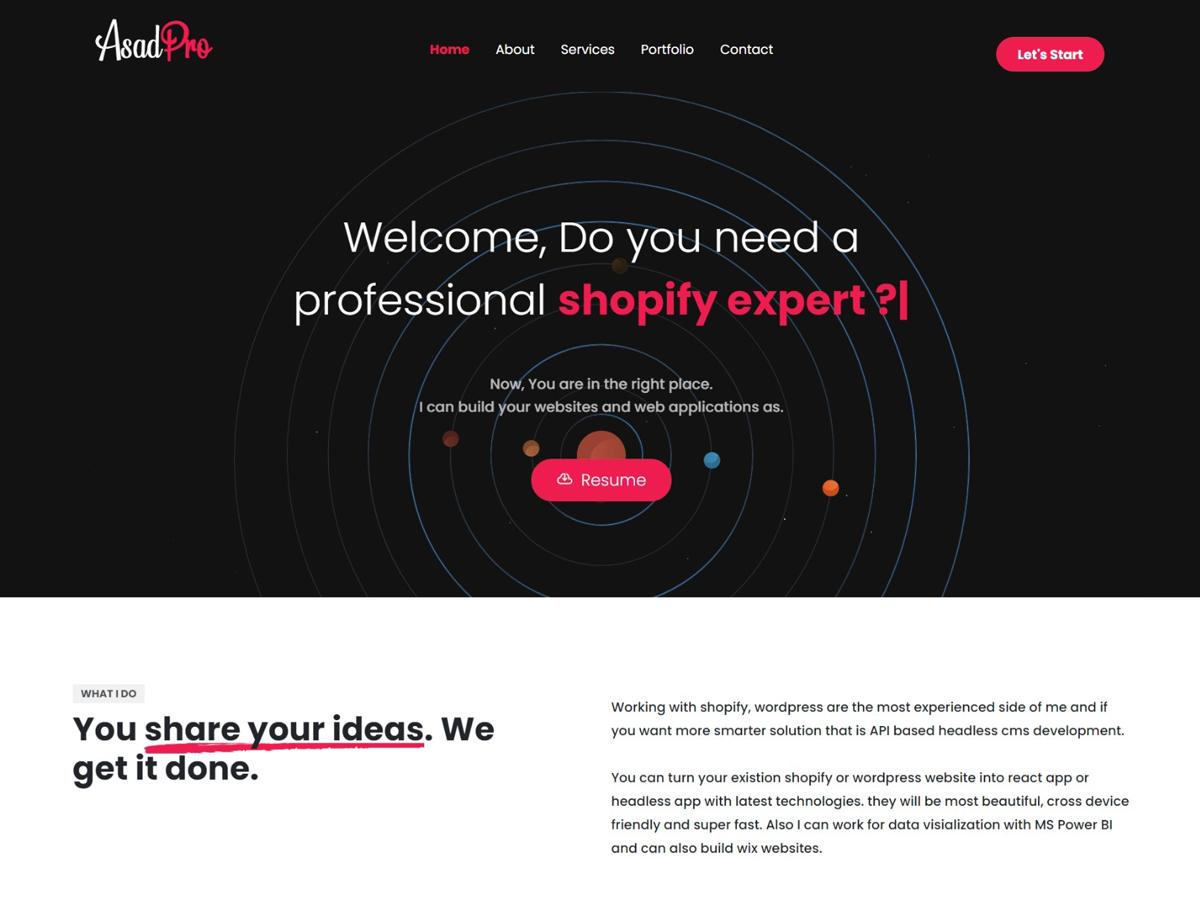 AsadPro
Home About Services Portfolio Contact
Let's Start
Welcome, Do you need a
professional shopify expert ?|
Now, You are in the right place.
I can build your websites and web applications as.
Resume
WHAT I DO
You share your ideas. We
get it done.
Working with shopify, wordpress are the most experienced side of me and if
you want more smarter solution that is API based headless cms development.
You can turn your existion shopify or wordpress website into react app or
headless app with latest technologies. they will be most beautiful, cross device
friendly and super fast. Also I can work for data visialization with MS Power BI
and can also build wix websites.